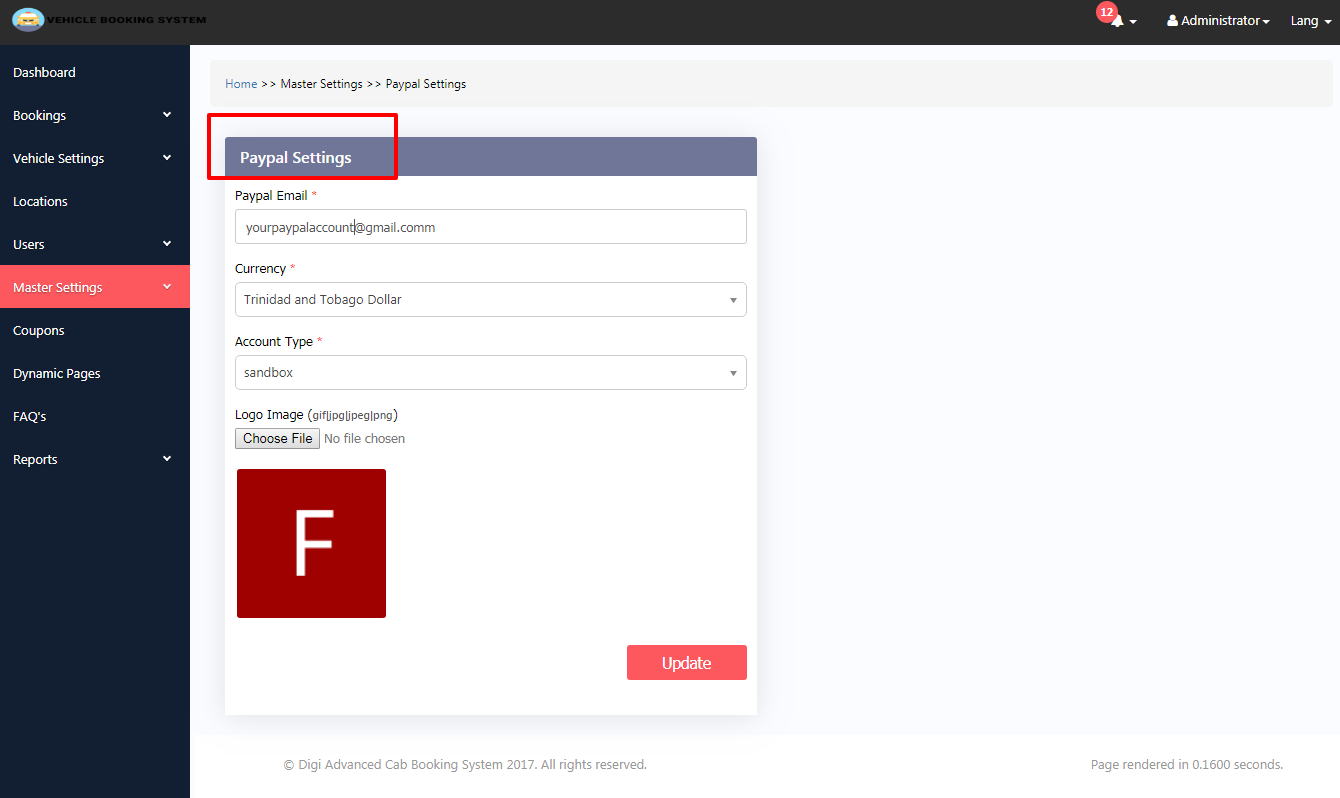 VEHICLE BOOKING SYSTEM
12
Administrator
Lang
Dashboard
Bookings
Vehicle Settings
Locations
Users
Master Settings
Coupons
Dynamic Pages
FAQ's
Reports
Home >> Master Settings >> Paypal Settings
Paypal Settings
Paypal Email *
yourpaypalaccount@gmail.comm
Currency *
Trinidad and Tobago Dollar
Account Type *
sandbox
Logo Image (gif|jpg|jpeg|png)
Choose File No file chosen
F
Update
© Digi Advanced Cab Booking System 2017. All rights reserved.
Page rendered in 0.1600 seconds.